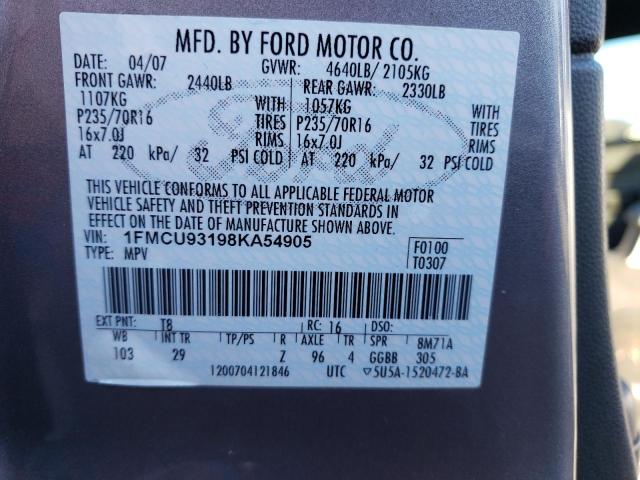 MFD. BY FORD MOTOR CO.
DATE: 04/07 GVWR: 4640LB/ 2105KG
FRONT GAWR: 2440LB REAR GAWR: 2330LB
1107KG WITH 1057KG WITH
P235/70R16 TIRES P235/70R16 TIRES
16x7.0J RIMS 16x7.0J RIMS
AT 220 kPa/ 32 PSI COLD AT 220 kPa/ 32 PSI COLD
THIS VEHICLE CONFORMS TO ALL APPLICABLE FEDERAL MOTOR
VEHICLE SAFETY AND THEFT PREVENTION STANDARDS IN
EFFECT ON THE DATE OF MANUFACTURE SHOWN ABOVE.
VIN: 1FMCU93198KA54905 F0100
TYPE: MPV T0307
EXT PNT: T8 RC: 16 DSO:
WB INT TR TP/PS R AXLE TR SPR 8M71A
103 29 Z 96 4 GGBB 305
1200704121846 UTC ▽5U5A-1520472-BA
Ford